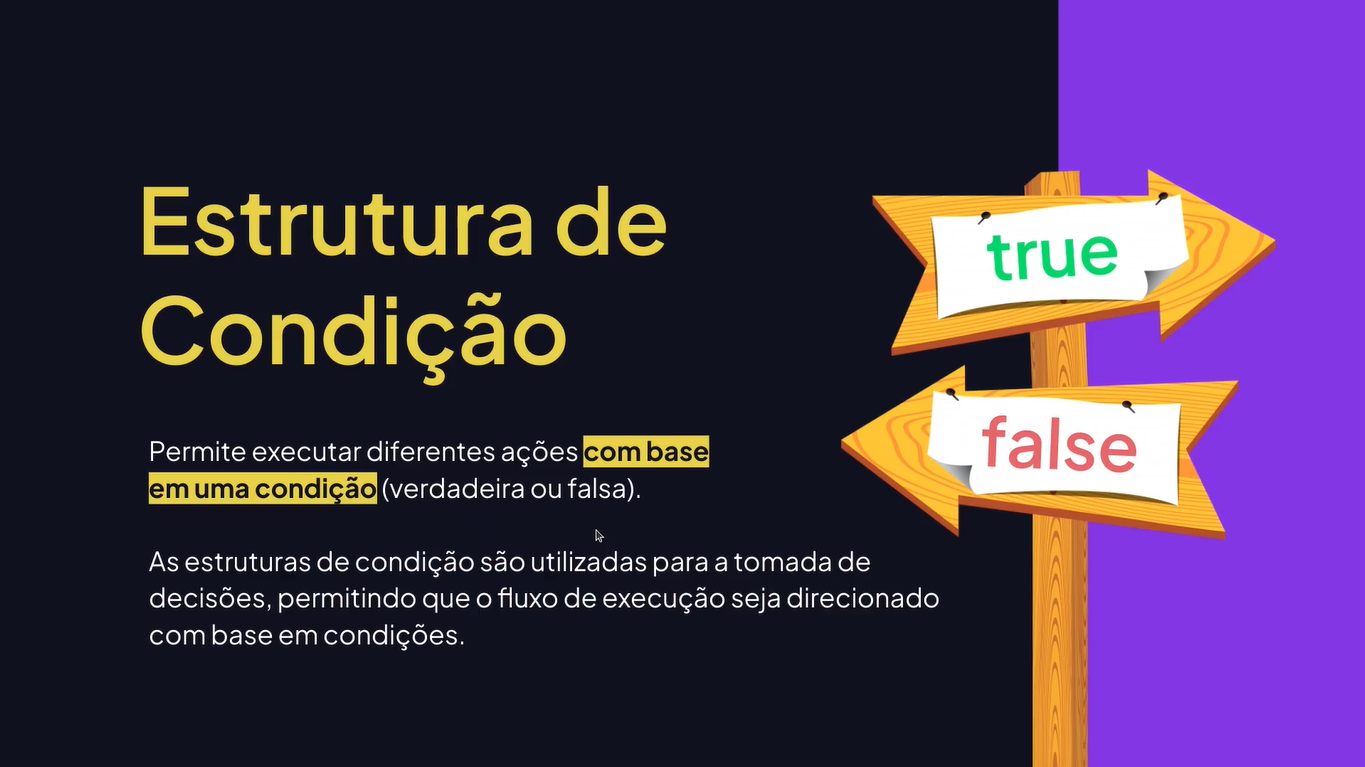 Estrutura de
Condição
Permite executar diferentes ações com base
em uma condição (verdadeira ou falsa).
As estruturas de condição são utilizadas para a tomada de
decisões, permitindo que o fluxo de execução seja direcionado
com base em condições.
true
false